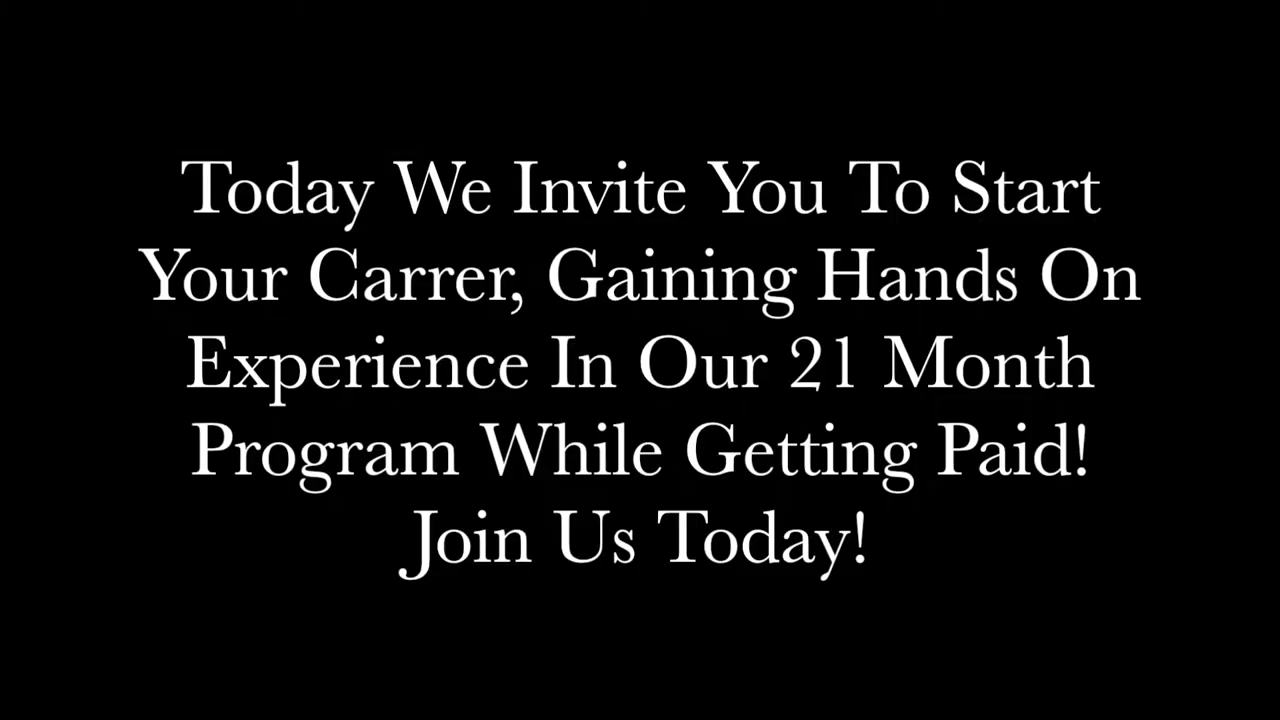 Today We Invite You To Start
Your Carrer, Gaining Hands On
Experience In Our 21 Month
Program While Getting Paid!
Join Us Today!